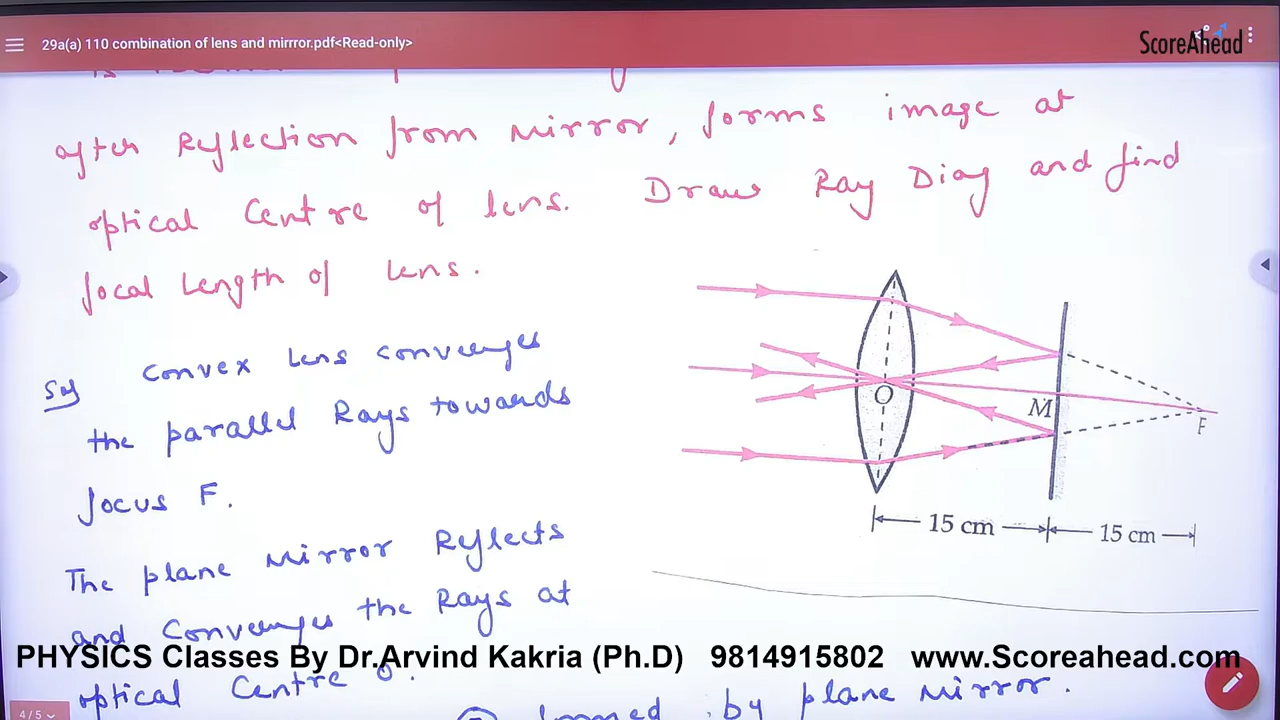 29a(a) 110 combination of lens and mirrror.pdf<Read-only>
ScoreAhead
after Reflection from mirror, forms image at
optical Centre of lens. Draw Ray Diag and find
focal Length of lens.
Sol Convex Lens converges
the parallel Rays towards
focus F.
O
M
F
15 cm
15 cm
The plane Mirror Reflects
and Converges the Rays at
PHYSICS Classes By Dr.Arvind Kakria (Ph.D) 9814915802 www.Scoreahead.com
optical Centre O.
formed by plane mirror.
4/5